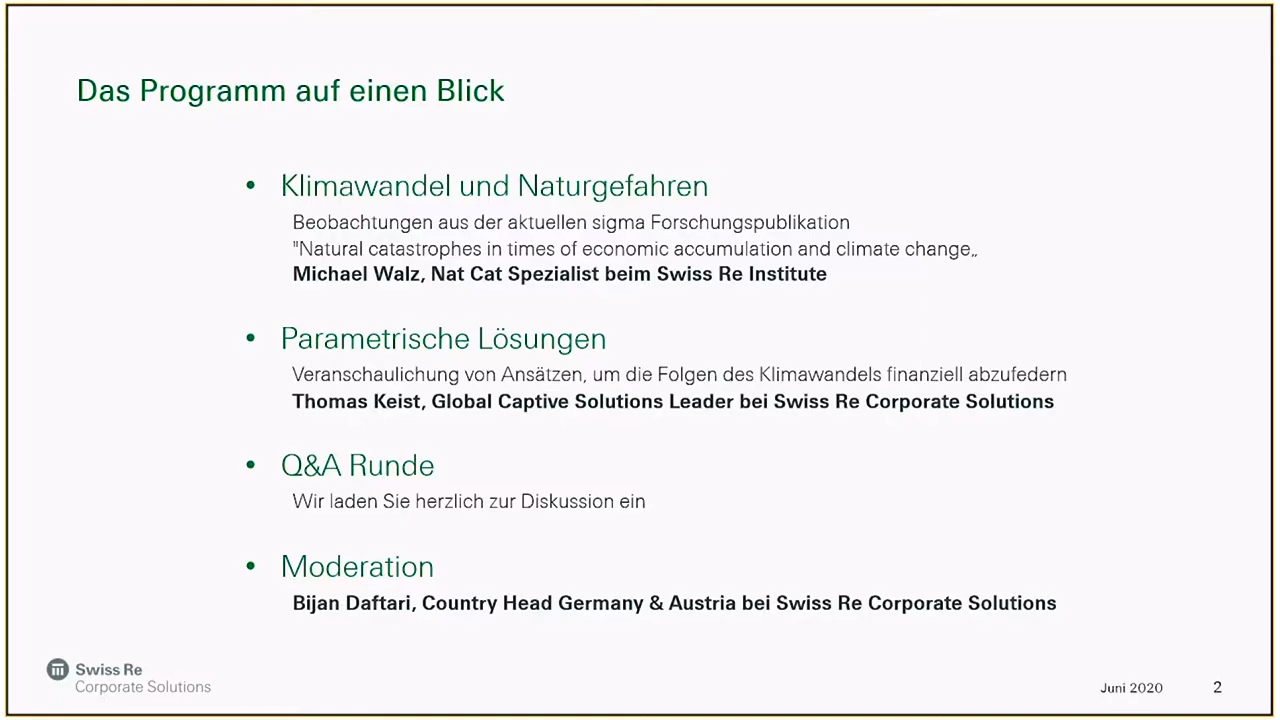 Das Programm auf einen Blick
• Klimawandel und Naturgefahren
Beobachtungen aus der aktuellen sigma Forschungspublikation
"Natural catastrophes in times of economic accumulation and climate change„
Michael Walz, Nat Cat Spezialist beim Swiss Re Institute
• Parametrische Lösungen
Veranschaulichung von Ansätzen, um die Folgen des Klimawandels finanziell abzufedern
Thomas Keist, Global Captive Solutions Leader bei Swiss Re Corporate Solutions
• Q&A Runde
Wir laden Sie herzlich zur Diskussion ein
• Moderation
Bijan Daftari, Country Head Germany & Austria bei Swiss Re Corporate Solutions
Swiss Re
Corporate Solutions
Juni 2020 2